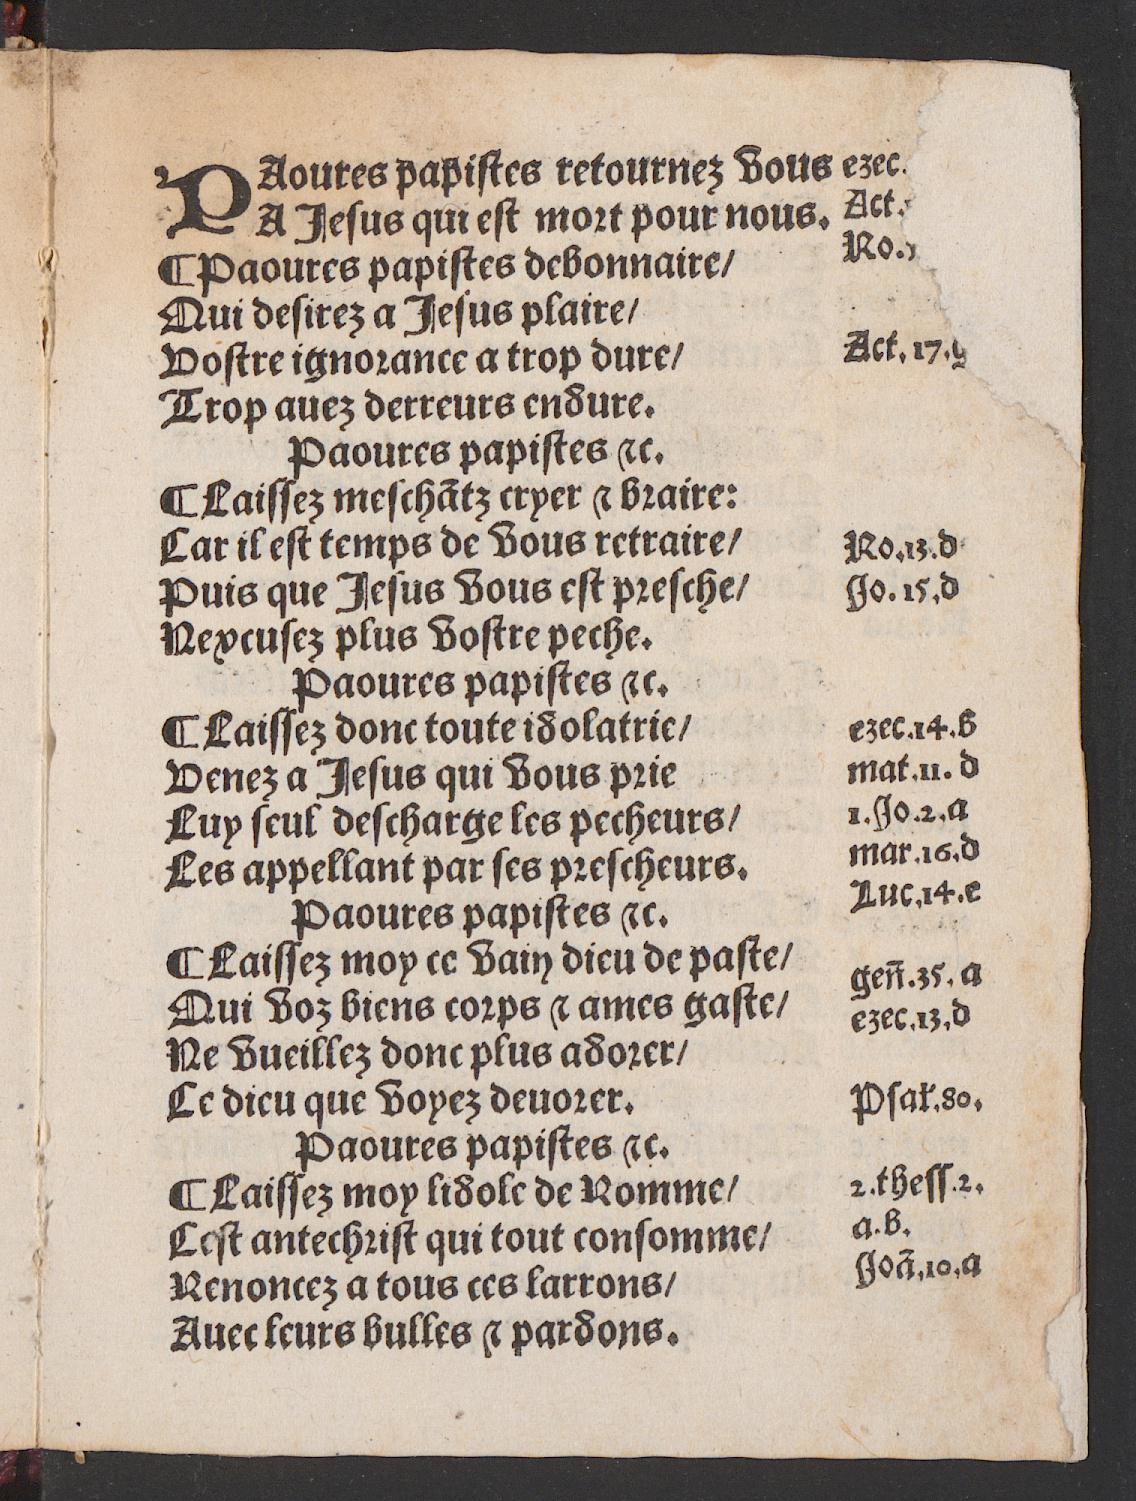 PAoures papistes retournez vous ezec.
A Jesus qui est mort pour nous. Act.
Ro.
¶Paoures papistes debonnaire/
Qui desirez a Jesus plaire/
Vostre ignorance a trop dure/ Act. 17.
Trop auez derreurs endure.
Paoures papistes ⁊c.
¶Laissez meschãtz cryer ⁊ braire:
Car il est temps de vous retraire/ Ro.13.d
Puis que Jesus vous est presche/ Jo. 15.d
Nexcusez plus vostre peche.
Paoures papistes ⁊c.
¶Laissez donc toute idolatrie/ ezec.14.b
Venez a Jesus qui vous prie mat.11. d
Luy seul descharge les pecheurs/ 1.Jo.2.a
Les appellant par ses prescheurs. mar.16.d
Luc.14.e
Paoures papistes ⁊c.
¶Laissez moy ce vain dieu de paste/ gen̄.35. a
Qui voz biens corps ⁊ ames gaste/ ezec.13.d
Ne vueillez donc plus adorer/
Ce dieu que voyez deuorer. Psal.80.
Paoures papistes ⁊c.
¶Laissez moy lidole de Romme/ 2.thess.2.
Cest antechrist qui tout consomme/ a.b.
Renoncez a tous ces larrons/ Joã.10.a
Auec leurs bulles ⁊ pardons.